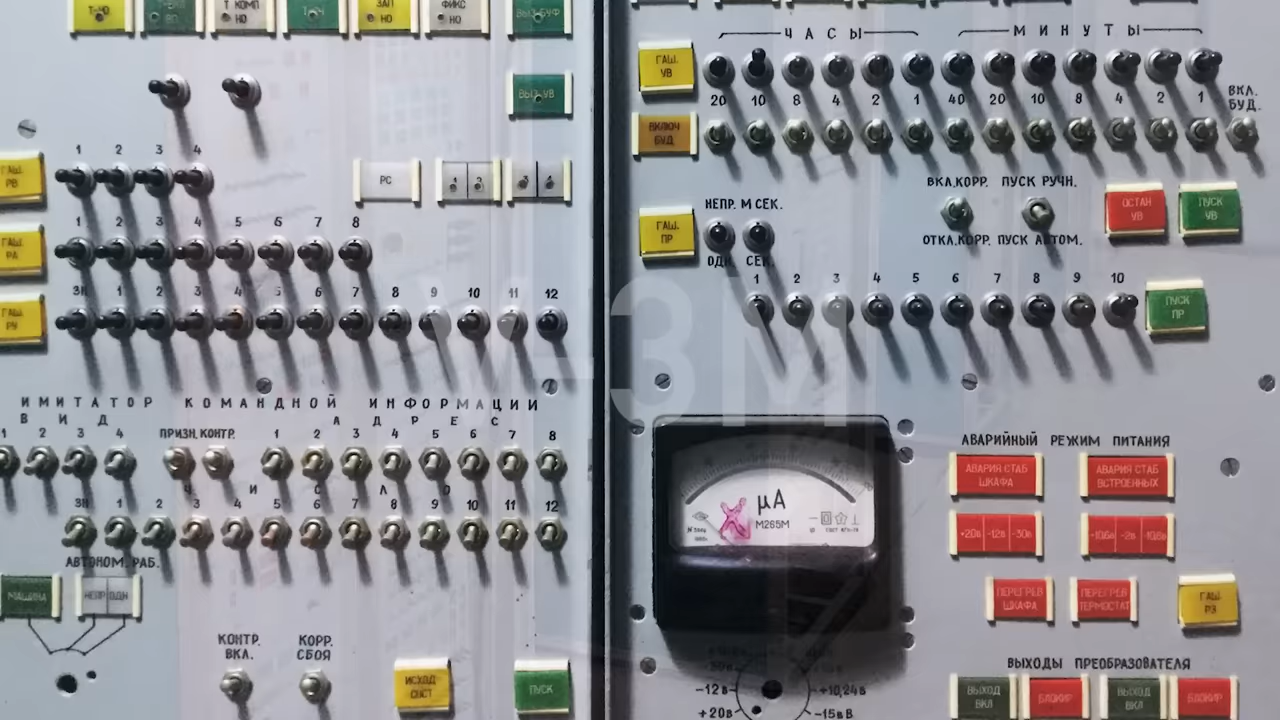 Т КОМП НО
ЗАП НО
ФИКС НО
ВЫЗ БУФ
ВЫЗ УВ
1 2 3 4
ГАШ. РВ
РС
1 2 3 4
1 2 3 4 5 6 7 8
ГАШ. РА
ЗН 1 2 3 4 5 6 7 8 9 10 11 12
ГАШ. РУ
ИМИТАТОР КОМАНДНОЙ ИНФОРМАЦИИ
ВИД АДРЕС
1 2 3 4 ПРИЗН. КОНТР. 1 2 3 4 5 6 7 8
ЧИСЛО
ЗН 1 2 3 4 5 6 7 8 9 10 11 12
АВТОНОМ. РАБ.
МАШИНА
НЕПР ОДН
КОНТР. ВКЛ.
КОРР. СБОЯ
ИСХОД
ПУСК
ЧАСЫ МИНУТЫ
ГАШ. УВ
20 10 8 4 2 1 40 20 10 8 4 2 1
ВКЛ. БУД.
ВКЛЮЧ БУД
ВКЛ.КОРР. ПУСК РУЧН.
ОТКЛ.КОРР. ПУСК АВТОМ.
ОСТАН УВ
ПУСК УВ
НЕПР. М СЕК.
ГАШ. ПР
ОДН СЕК.
1 2 3 4 5 6 7 8 9 10
ПУСК ПР
-3М
μА
М265М
АВАРИЙНЫЙ РЕЖИМ ПИТАНИЯ
АВАРИЯ СТАБ ШКАФА
АВАРИЯ СТАБ ВСТРОЕННЫХ
+20В -12В -30В
-10,6В -2В -10,6В
ПЕРЕГРЕВ ШКАФА
ПЕРЕГРЕВ ТЕРМОСТАТ
ГАШ. РЗ
-12в +10,24в
+20в -15вВ
ВЫХОДЫ ПРЕОБРАЗОВАТЕЛЯ
ВЫХОД ВКЛ
БЛОКИР
ВЫХОД ВКЛ
БЛОКИР